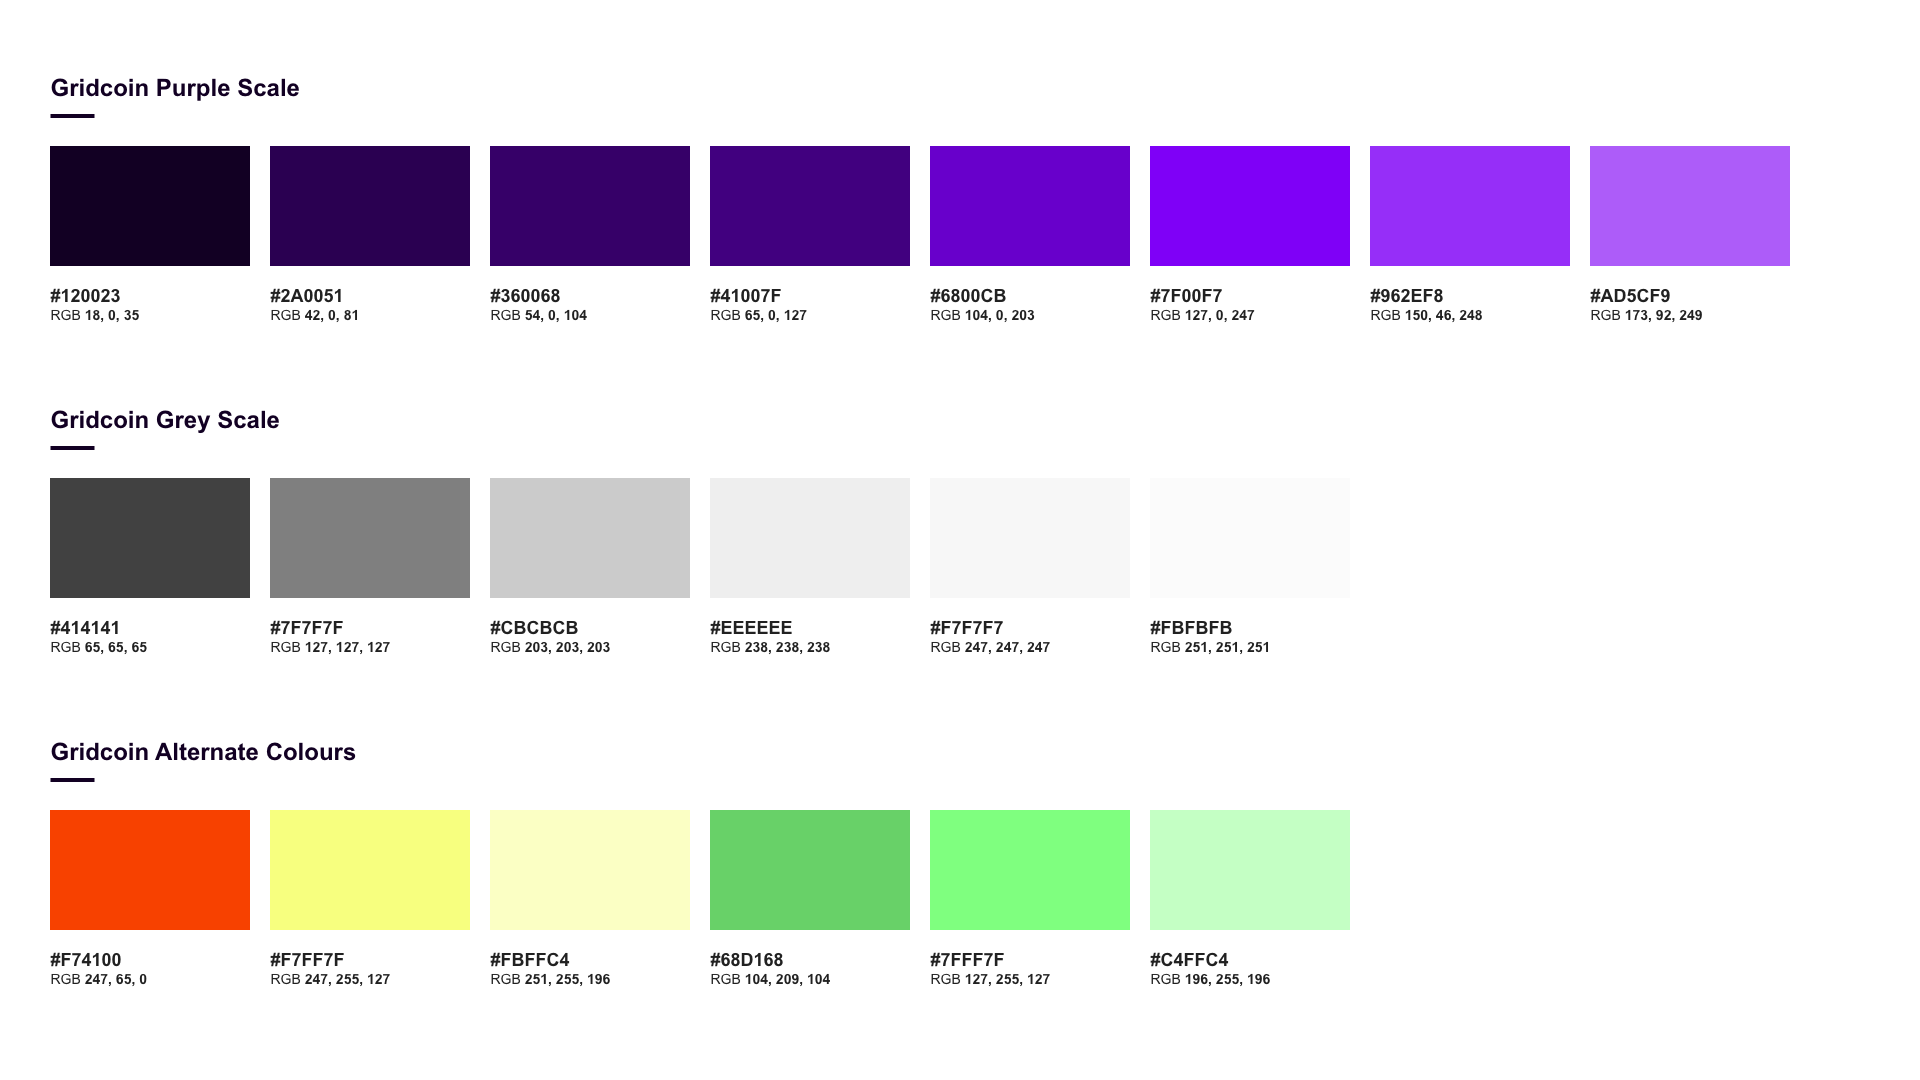 Gridcoin Purple Scale
#120023
RGB 18, 0, 35
#2A0051
RGB 42, 0, 81
#360068
RGB 54, 0, 104
#41007F
RGB 65, 0, 127
#6800CB
RGB 104, 0, 203
#7F00F7
RGB 127, 0, 247
#962EF8
RGB 150, 46, 248
#AD5CF9
RGB 173, 92, 249
Gridcoin Grey Scale
#414141
RGB 65, 65, 65
#7F7F7F
RGB 127, 127, 127
#CBCBCB
RGB 203, 203, 203
#EEEEEE
RGB 238, 238, 238
#F7F7F7
RGB 247, 247, 247
#FBFBFB
RGB 251, 251, 251
Gridcoin Alternate Colours
#F74100
RGB 247, 65, 0
#F7FF7F
RGB 247, 255, 127
#FBFFC4
RGB 251, 255, 196
#68D168
RGB 104, 209, 104
#7FFF7F
RGB 127, 255, 127
#C4FFC4
RGB 196, 255, 196